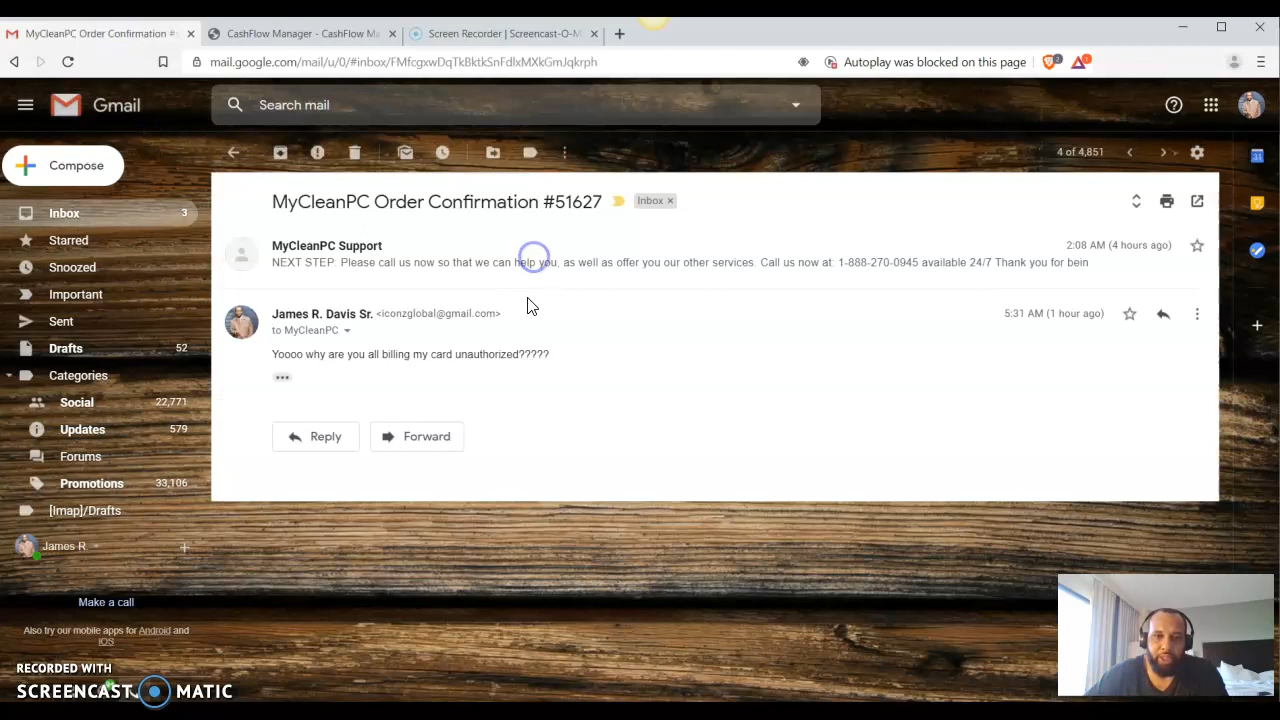 MyCleanPC Order Confirmation #5
CashFlow Manager - CashFlow Ma
Screen Recorder | Screencast-O-M
mail.google.com/mail/u/0/#inbox/FMfcgxwDqTkBktkSnFdlxMXkGmJqkrph
Autoplay was blocked on this page
2
1
Gmail
Search mail
Compose
4 of 4,851
Inbox 3
Starred
Snoozed
Important
Sent
Drafts 52
Categories
Social 22,771
Updates 579
Forums
Promotions 33,106
[Imap]/Drafts
James R.
Make a call
Also try our mobile apps for Android and
iOS
MyCleanPC Order Confirmation #51627 Inbox
MyCleanPC Support 2:08 AM (4 hours ago)
NEXT STEP: Please call us now so that we can help you, as well as offer you our other services. Call us now at: 1-888-270-0945 available 24/7 Thank you for bein
James R. Davis Sr. <iconzglobal@gmail.com> 5:31 AM (1 hour ago)
to MyCleanPC
Yoooo why are you all billing my card unauthorized?????
Reply Forward
31
RECORDED WITH
SCREENCAST MATIC